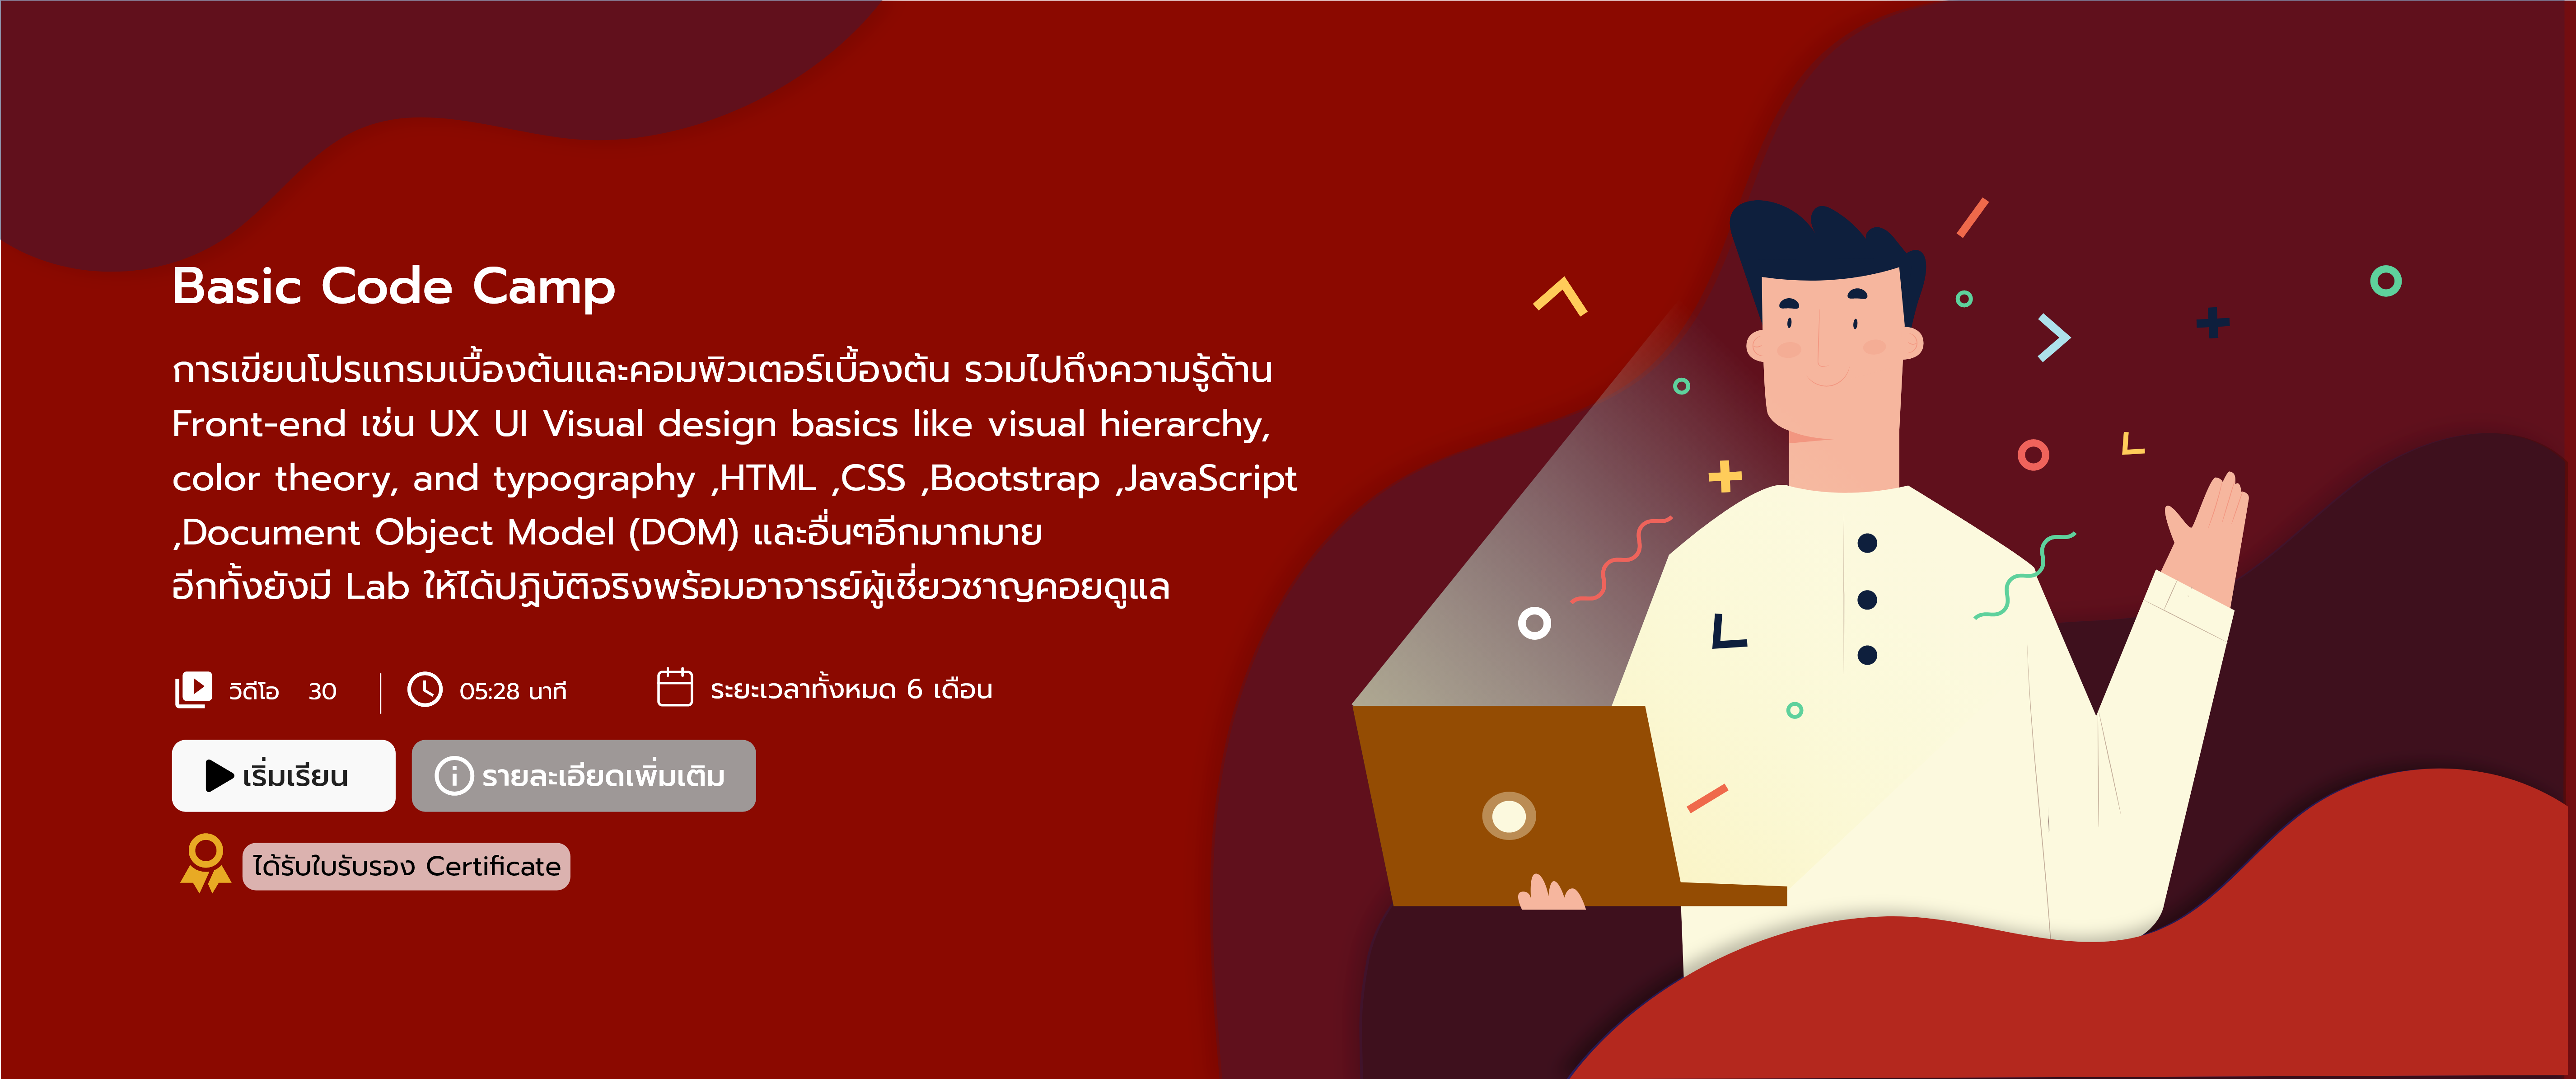 Basic Code Camp
การเขียนโปรแกรมเบื้องต้นและคอมพิวเตอร์เบื้องต้น รวมไปถึงความรู้ด้าน
Front-end เช่น UX UI Visual design basics like visual hierarchy,
color theory, and typography ,HTML ,CSS ,Bootstrap ,JavaScript
,Document Object Model (DOM) และอื่นๆอีกมากมาย
อีกทั้งยังมี Lab ให้ได้ปฏิบัติจริงพร้อมอาจารย์ผู้เชี่ยวชาญคอยดูแล
วิดีโอ 30 05:28 นาที ระยะเวลาทั้งหมด 6 เดือน
เริ่มเรียน รายละเอียดเพิ่มเติม
ได้รับใบรับรอง Certificate